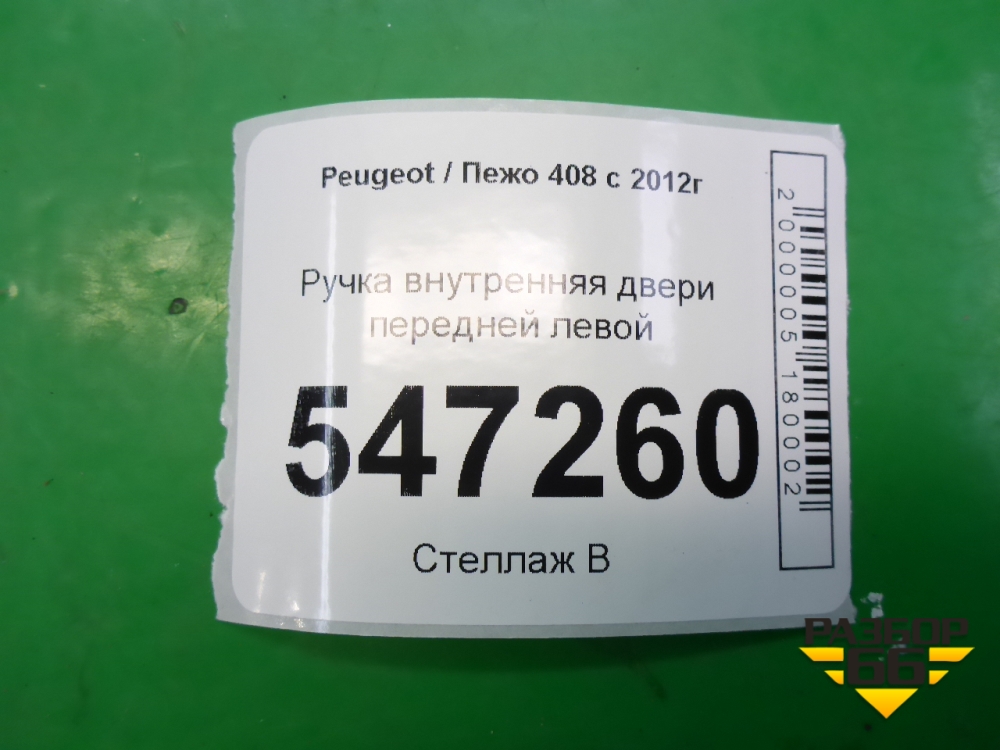 Peugeot / Пежо 408 с 2012г
Ручка внутренняя двери
передней левой
547260
Стеллаж В
2000005180002
РАЗБОР
66